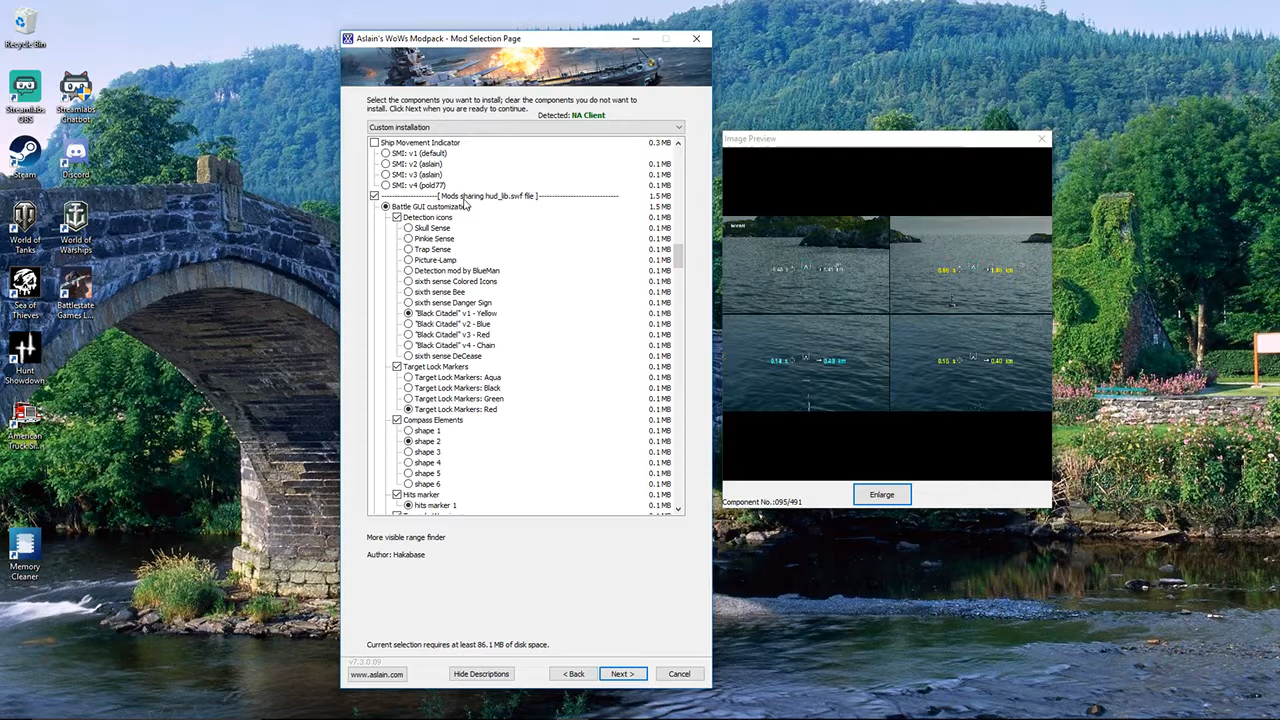 Recycle Bin
Streamlabs
OBS
Streamlabs
Chatbot
Steam
Discord
World of
Tanks
World of
Warships
Sea of
Thieves
Battlestate
Games L...
Hunt
Showdown
American
Truck Si...
Memory
Cleaner
Aslain's WoWs Modpack - Mod Selection Page
Select the components you want to install; clear the components you do not want to
install. Click Next when you are ready to continue.
Detected: NA Client
Custom installation
Ship Movement Indicator 0.3 MB
SMI: v1 (default)
SMI: v2 (aslain) 0.1 MB
SMI: v3 (aslain) 0.1 MB
SMI: v4 (pold77) 0.1 MB
---------------------[ Mods sharing hud_lib.swf file ]------------------------------ 1.5 MB
Battle GUI customization 1.5 MB
Detection icons 0.1 MB
Skull Sense 0.1 MB
Pinkie Sense 0.1 MB
Trap Sense 0.1 MB
Picture-Lamp 0.1 MB
Detection mod by BlueMan 0.1 MB
sixth sense Colored Icons 0.1 MB
sixth sense Bee 0.1 MB
sixth sense Danger Sign 0.1 MB
"Black Citadel" v1 - Yellow 0.1 MB
"Black Citadel" v2 - Blue 0.1 MB
"Black Citadel" v3 - Red 0.1 MB
"Black Citadel" v4 - Chain 0.1 MB
sixth sense DeCease 0.1 MB
Target Lock Markers 0.1 MB
Target Lock Markers: Aqua 0.1 MB
Target Lock Markers: Black 0.1 MB
Target Lock Markers: Green 0.1 MB
Target Lock Markers: Red 0.1 MB
Compass Elements 0.1 MB
shape 1 0.1 MB
shape 2 0.1 MB
shape 3 0.1 MB
shape 4 0.1 MB
shape 5 0.1 MB
shape 6 0.1 MB
Hits marker 0.1 MB
hits marker 1 0.1 MB
More visible range finder
Author: Hakabase
Current selection requires at least 86.1 MB of disk space.
v7.3.0.09
www.aslain.com
Hide Descriptions
< Back
Next >
Cancel
Image Preview
Enlarge
Component No.:095/491